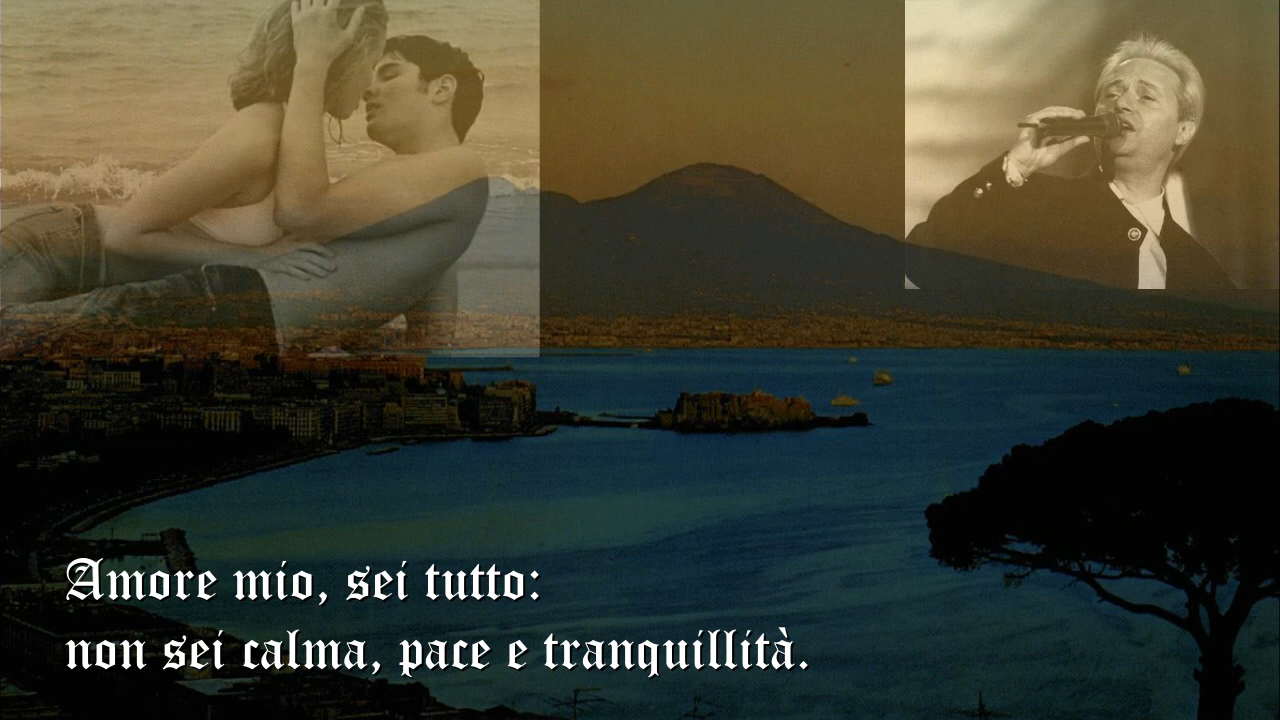 Amore mio, sei tutto:
non sei calma, pace e tranquillità.